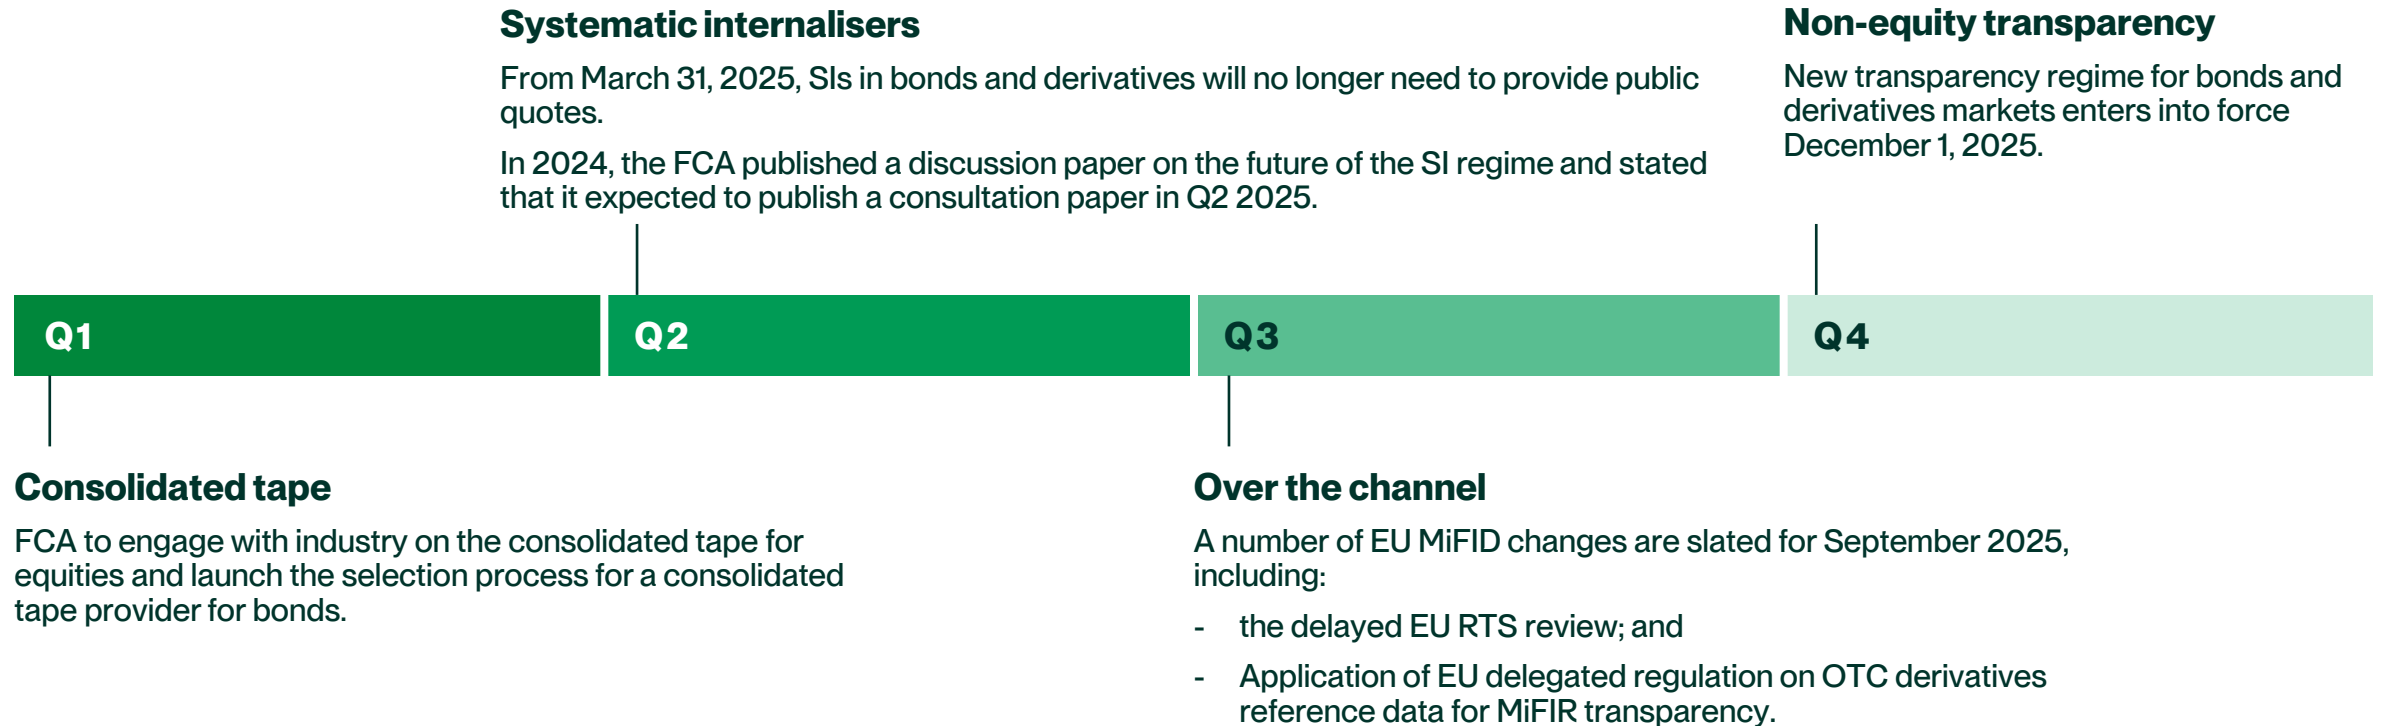 Systematic internalisers
From March 31, 2025, SIs in bonds and derivatives will no longer need to provide public
quotes.
In 2024, the FCA published a discussion paper on the future of the SI regime and stated
that it expected to publish a consultation paper in Q2 2025.
Non-equity transparency
New transparency regime for bonds and
derivatives markets enters into force
December 1, 2025.
Q1
Q2
Q3
Q4
Consolidated tape
FCA to engage with industry on the consolidated tape for
equities and launch the selection process for a consolidated
tape provider for bonds.
Over the channel
A number of EU MiFID changes are slated for September 2025,
including:
- the delayed EU RTS review; and
- Application of EU delegated regulation on OTC derivatives
reference data for MiFIR transparency.